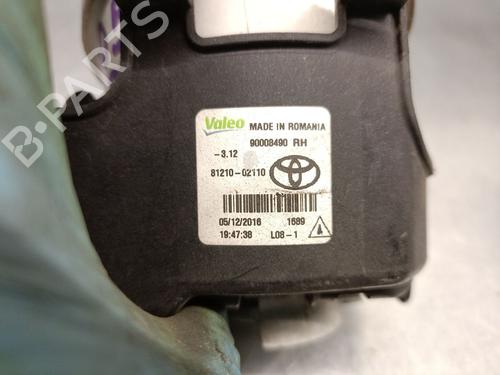 B-PARTS
Valeo MADE IN ROMANIA
90008490 RH
-3.12
81210-02110
05/12/2016 1689
19:47:38 L08-1